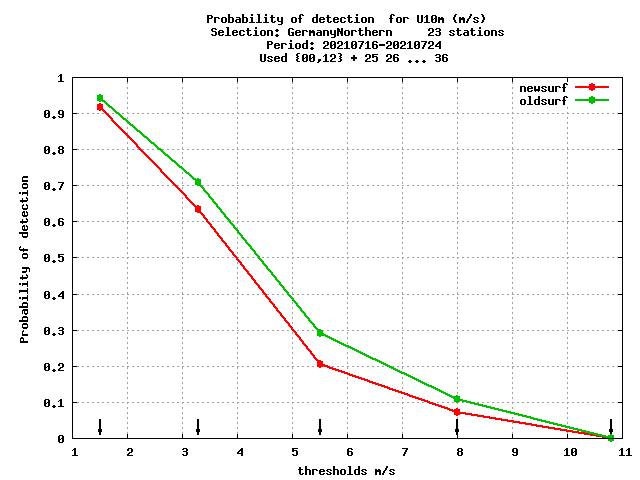 Probability of detection  for U10m (m/s)
Selection: GermanyNorthern     23 stations
Period: 20210716-20210724
Used {00,12} + 25 26 ... 36
newsurf
oldsurf
1
0.9
0.8
0.7
0.6
0.5
0.4
0.3
0.2
0.1
0
Probability of detection
1 2 3 4 5 6 7 8 9 10 11
thresholds m/s